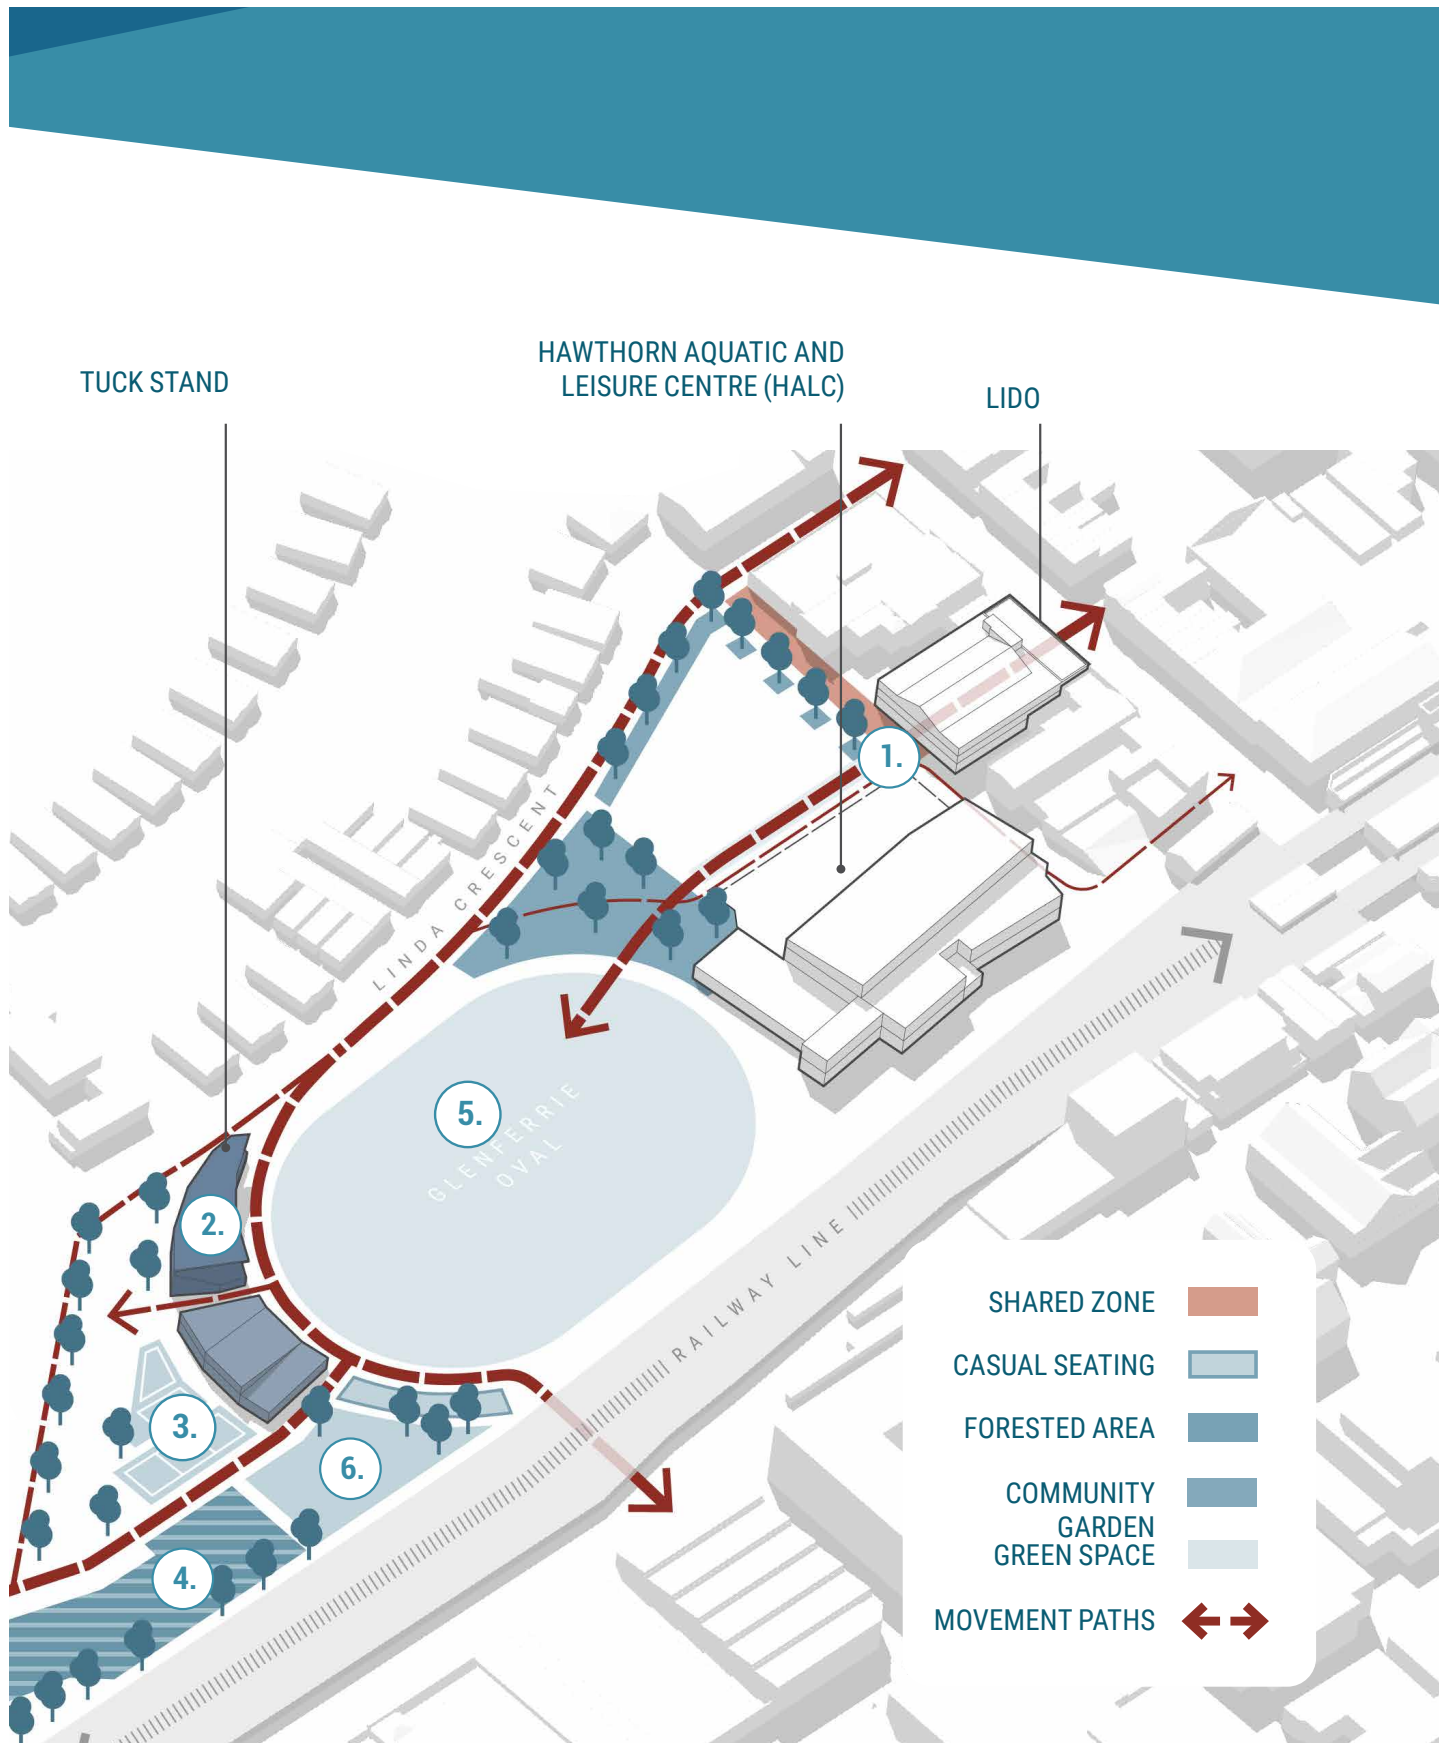 TUCK STAND
HAWTHORN AQUATIC AND
LEISURE CENTRE (HALC)
LIDO
1.
LINDA CRESCENT
5.
GLENFERRIE
OVAL
2.
RAILWAY LINE
3.
6.
4.
SHARED ZONE
CASUAL SEATING
FORESTED AREA
COMMUNITY
GARDEN
GREEN SPACE
MOVEMENT PATHS